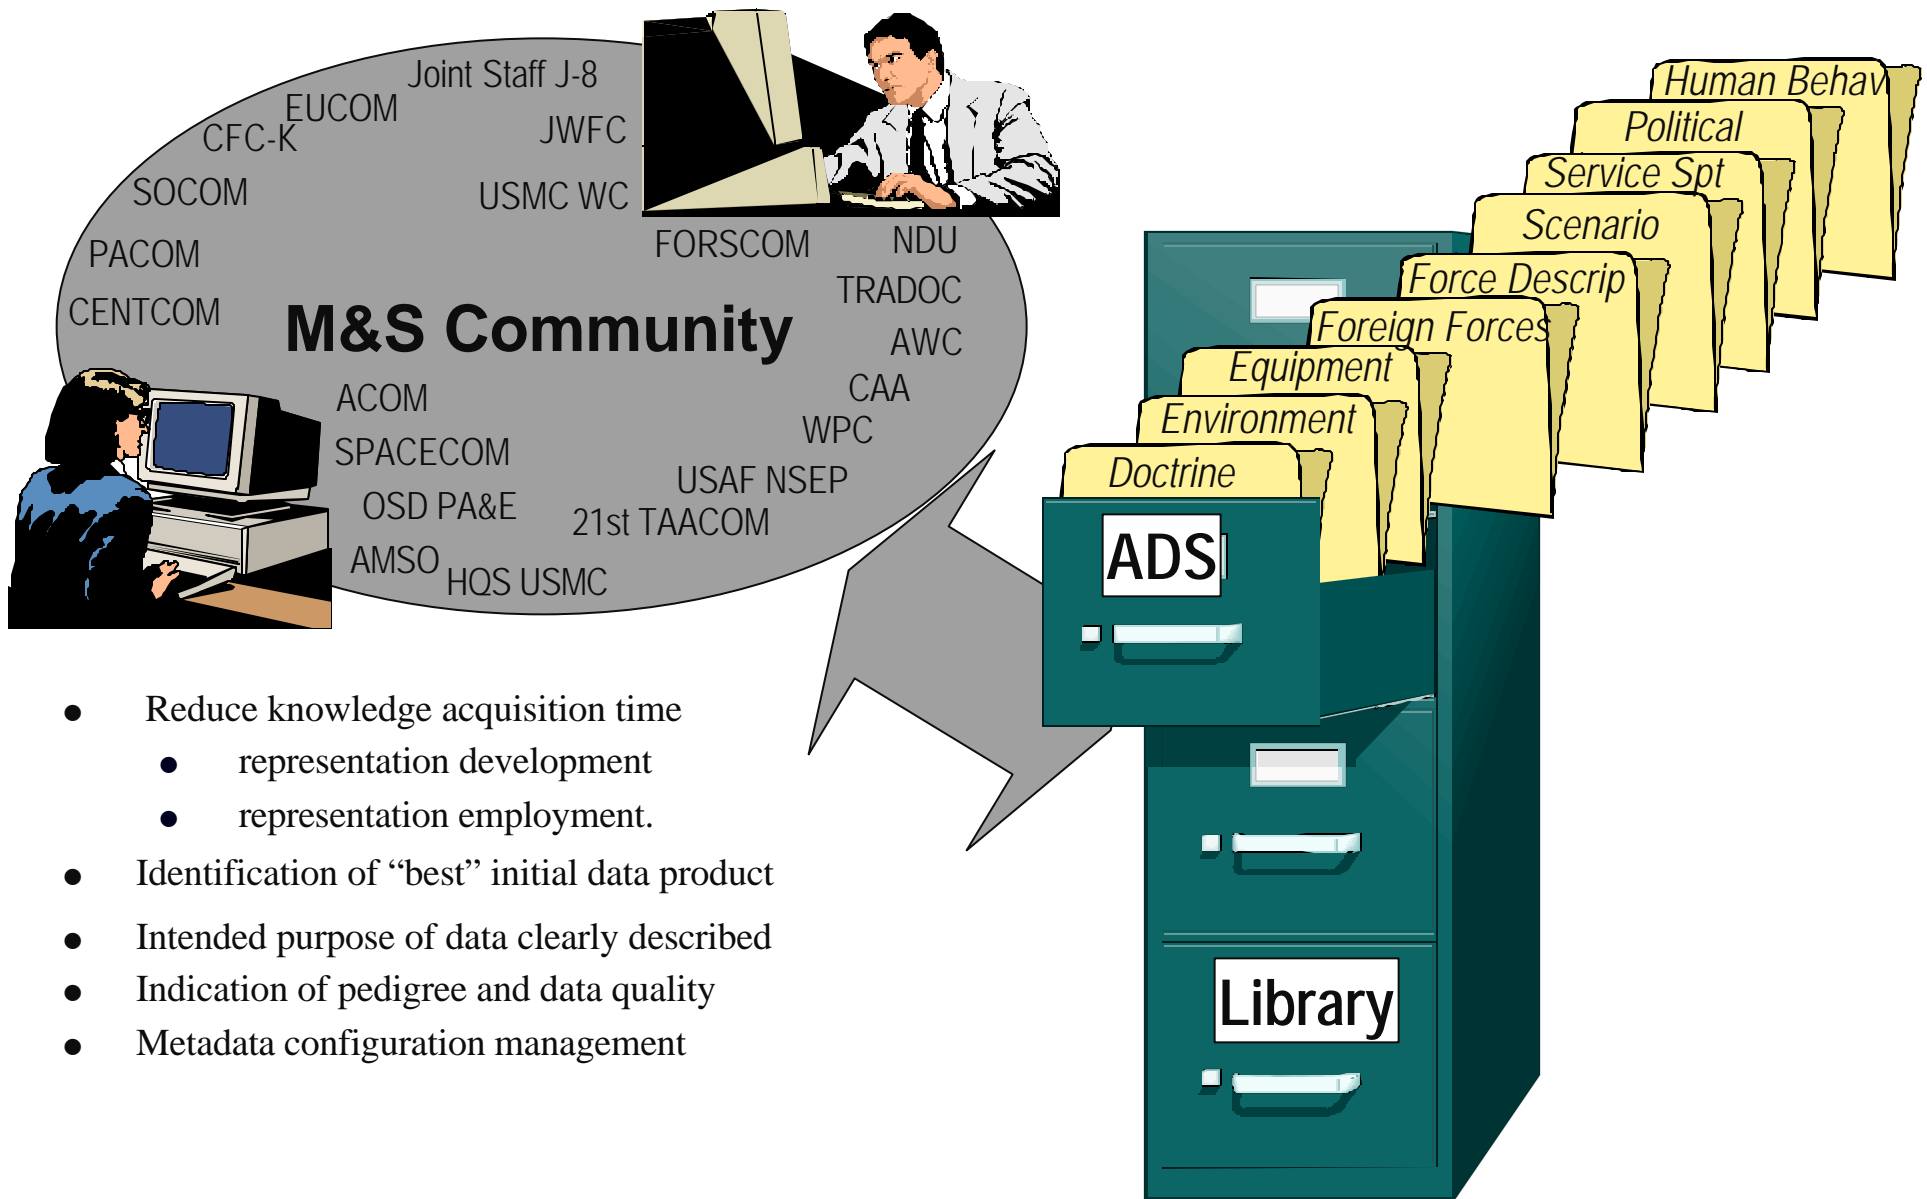 Joint Staff J-8
EUCOM
CFC-K
JWFC
SOCOM
USMC WC
PACOM
FORSCOM
NDU
CENTCOM
TRADOC
M&S Community
AWC
ACOM
CAA
SPACECOM
WPC
USAF NSEP
OSD PA&E
21st TAACOM
AMSO
HQS USMC
Human Behav
Political
Service Spt
Scenario
Force Descrip
Foreign Forces
Equipment
Environment
Doctrine
ADS
Library
● Reduce knowledge acquisition time
● representation development
● representation employment.
● Identification of “best” initial data product
● Intended purpose of data clearly described
● Indication of pedigree and data quality
● Metadata configuration management